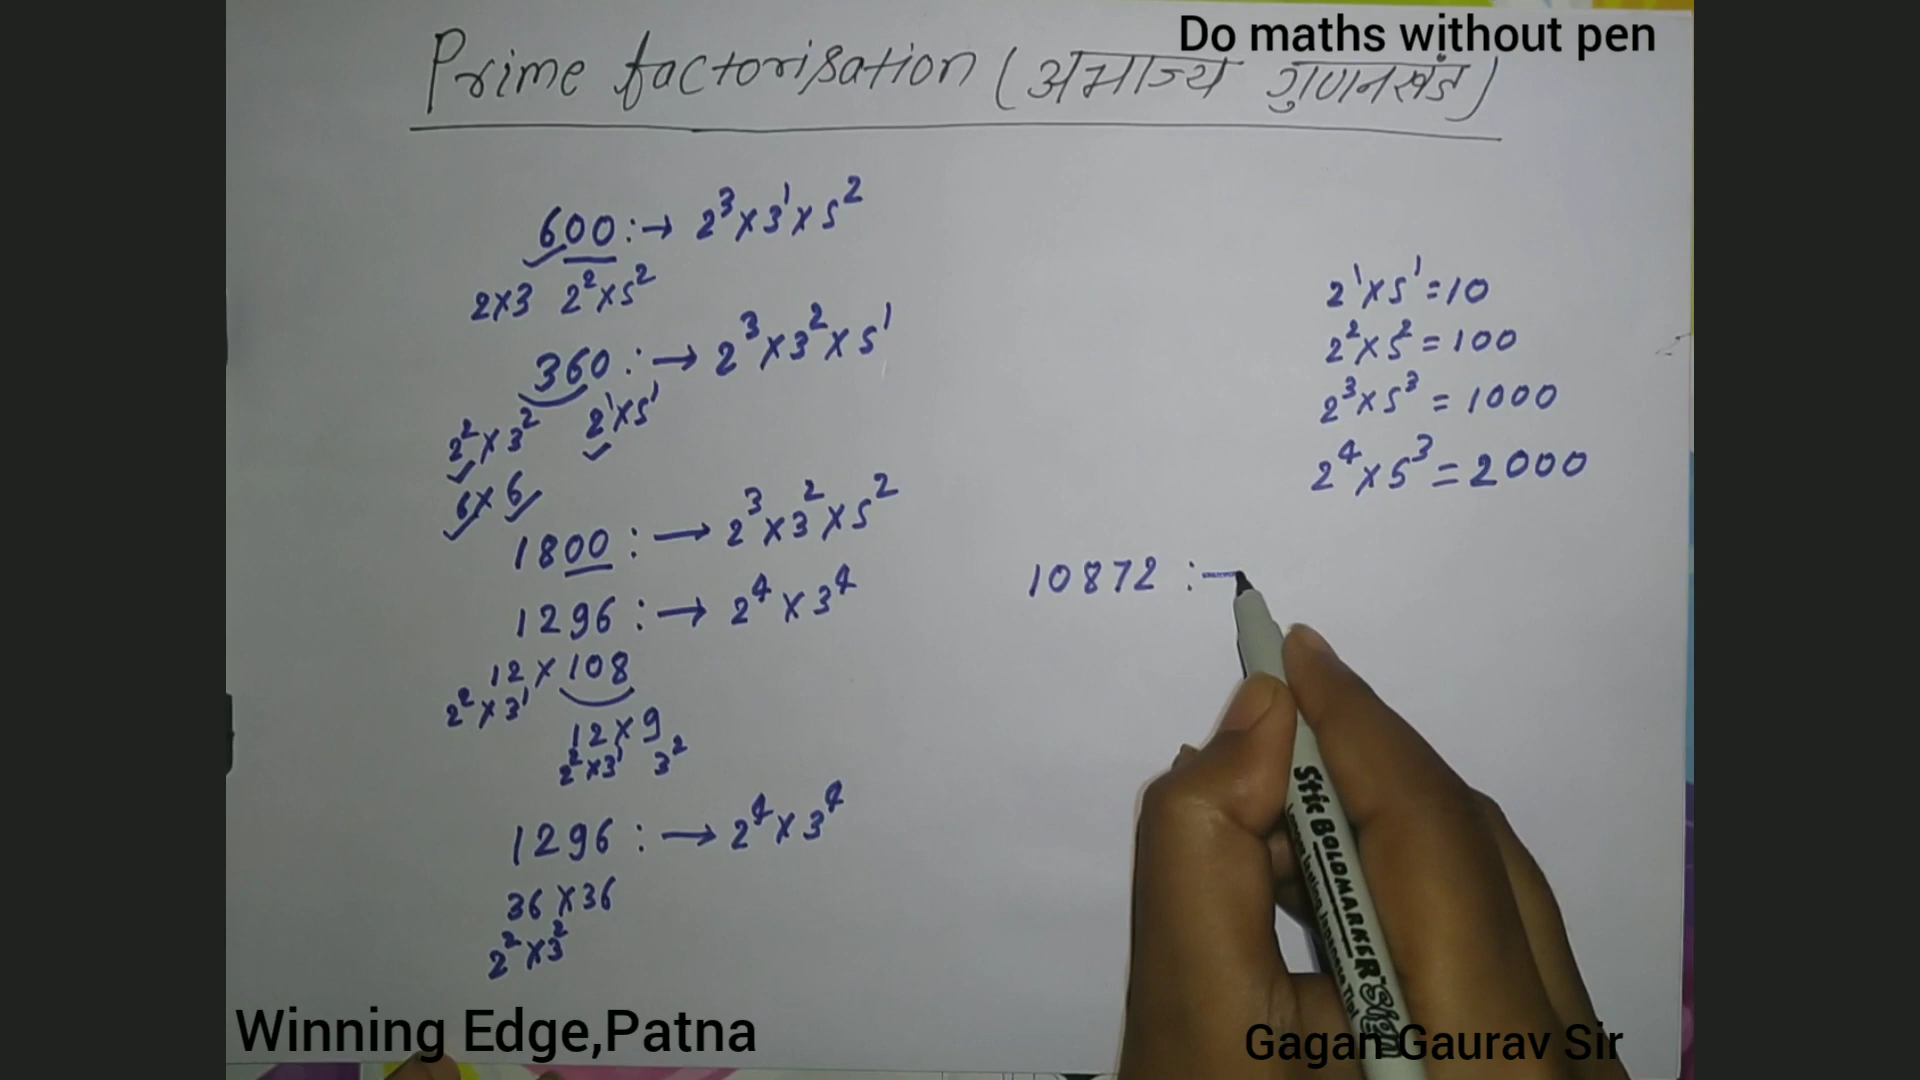 Do maths without pen
Prime factorisation (अभाज्य गुणनखंड)
600 :→ 2³×3¹×5²
2×3 2²×5²
360 :→ 2³×3²×5¹
2²×3² 2¹×5¹
6×6
1800 :→ 2³×3²×5²
1296 :→ 2⁴×3⁴
12×108
2²×3¹
12×9
2²×3¹ 3²
1296 :→ 2⁴×3⁴
36×36
2²×3²
2¹×5¹=10
2²×5²=100
2³×5³=1000
2⁴×5³=2000
10872 :-
Stic BOLDMARKER
Winning Edge,Patna
Gagan Gaurav Sir